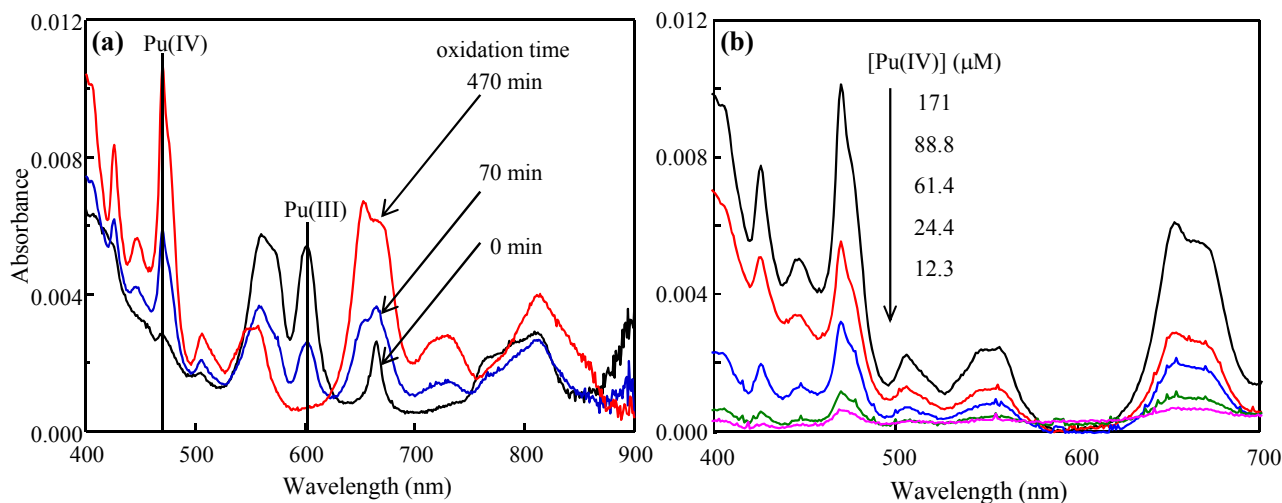 (a)
Pu(IV)
oxidation time
470 min
70 min
Pu(III)
0 min
0.012
0.008
0.004
0.000
Absorbance
400
500
600
700
800
900
Wavelength (nm)
(b)
[Pu(IV)] (μM)
171
88.8
61.4
24.4
12.3
0.012
0.008
0.004
0.000
400
500
600
700
Wavelength (nm)